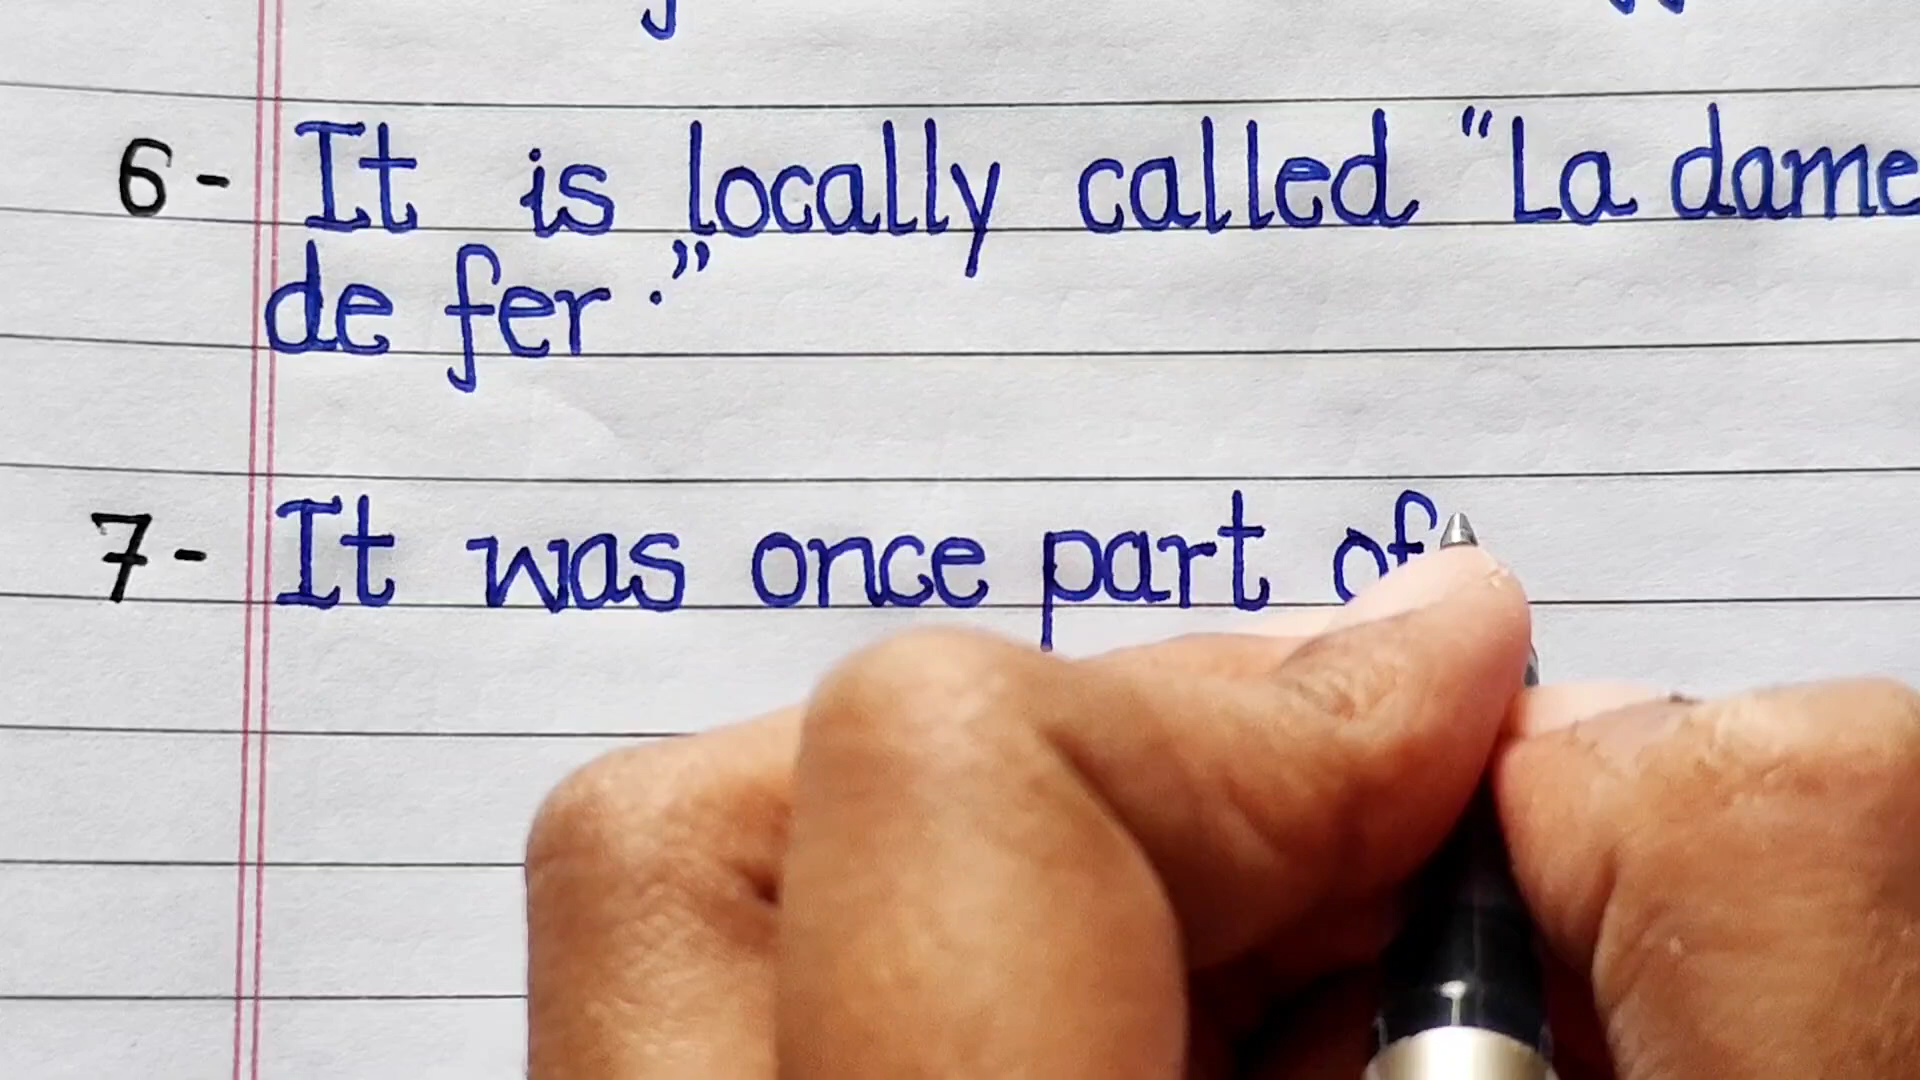 6- It is locally called “La dame
de fer.”
7- It was once part of